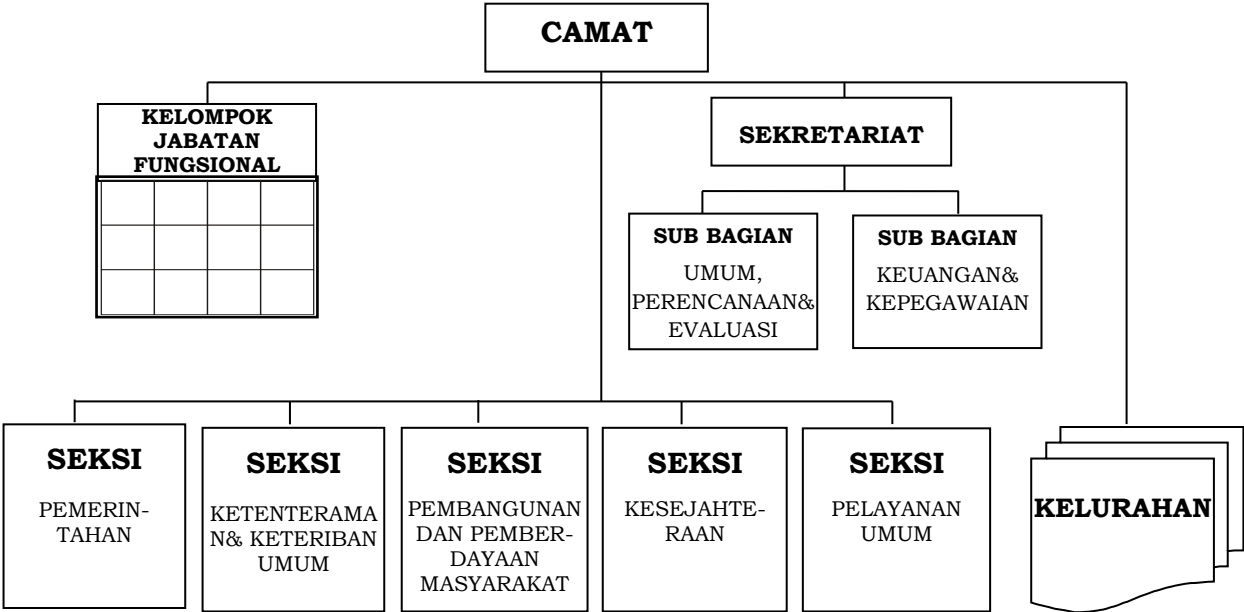 CAMAT
KELOMPOK
JABATAN
FUNGSIONAL
SEKRETARIAT
SUB BAGIAN
UMUM,
PERENCANAAN&
EVALUASI
SUB BAGIAN
KEUANGAN&
KEPEGAWAIAN
SEKSI
PEMERIN-
TAHAN
SEKSI
KETENTERAMA
N& KETERIBAN
UMUM
SEKSI
PEMBANGUNAN
DAN PEMBER-
DAYAAN
MASYARAKAT
SEKSI
KESEJAHTE-
RAAN
SEKSI
PELAYANAN
UMUM
KELURAHAN